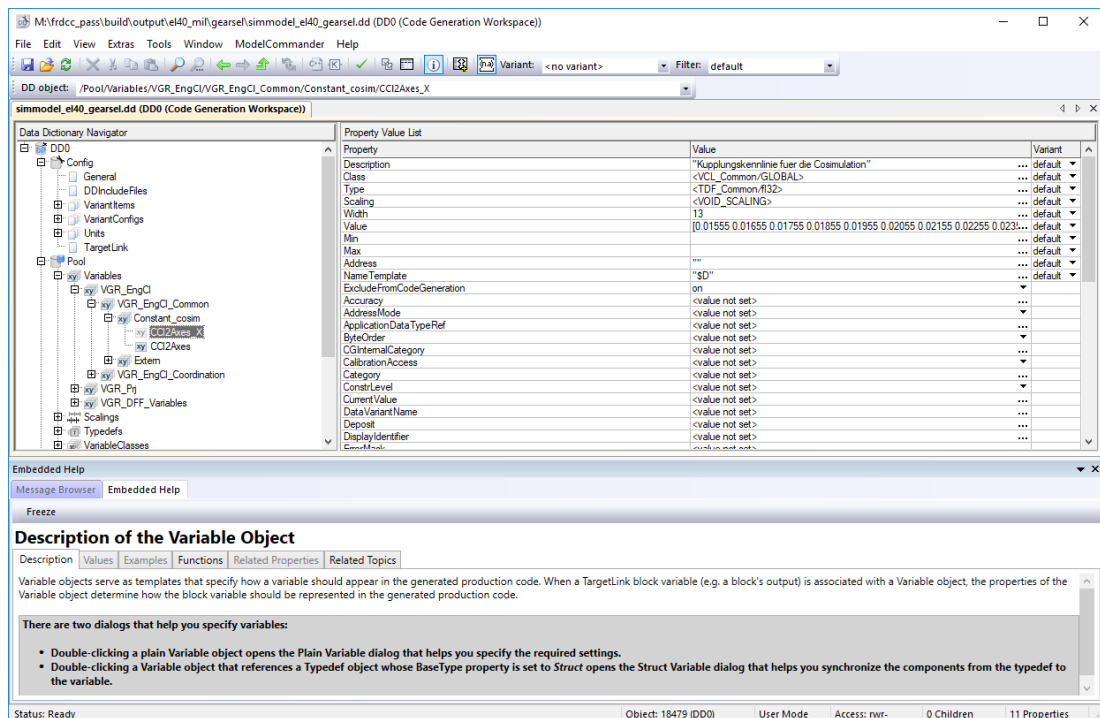 M:\frdcc_pass\build\output\el40_mil\gearsel\simmodel_el40_gearsel.dd (DD0 (Code Generation Workspace))
File Edit View Extras Tools Window ModelCommander Help
Variant: <no variant> Filter: default
DD object: /Pool/Variables/VGR_EngCl/VGR_EngCl_Common/Constant_cosim/CCl2Axes_X
simmodel_el40_gearsel.dd (DD0 (Code Generation Workspace))
Data Dictionary Navigator
DD0
Config
General
DDIncludeFiles
VariantItems
VariantConfigs
Units
TargetLink
Pool
Variables
VGR_EngCl
VGR_EngCl_Common
Constant_cosim
CCl2Axes_X
CCl2Axes
Extern
VGR_EngCl_Coordination
VGR_Prj
VGR_DFF_Variables
Scalings
Typedefs
VariableClasses
Property Value List
Property Value Variant
Description "Kupplungskennlinie fuer die Cosimulation" ... default
Class <VCL_Common/GLOBAL> ... default
Type <TDF_Common/fl32> ... default
Scaling <VOID_SCALING> ... default
Width 13 ... default
Value [0.01555 0.01655 0.01755 0.01855 0.01955 0.02055 0.02155 0.02255 0.023... default
Min ... default
Max ... default
Address "" ... default
NameTemplate "$D" ... default
ExcludeFromCodeGeneration on
Accuracy <value not set> ...
AddressMode <value not set>
ApplicationDataTypeRef <value not set> ...
ByteOrder <value not set>
CGInternalCategory <value not set> ...
CalibrationAccess <value not set>
Category <value not set> ...
ConstrLevel <value not set>
CurrentValue <value not set> ...
DataVariantName <value not set> ...
Deposit <value not set> ...
DisplayIdentifier <value not set> ...
ErrorMask <value not set> ...
Embedded Help
Message Browser Embedded Help
Freeze
Description of the Variable Object
Description Values Examples Functions Related Properties Related Topics
Variable objects serve as templates that specify how a variable should appear in the generated production code. When a TargetLink block variable (e.g. a block's output) is associated with a Variable object, the properties of the
Variable object determine how the block variable should be represented in the generated production code.
There are two dialogs that help you specify variables:
• Double-clicking a plain Variable object opens the Plain Variable dialog that helps you specify the required settings.
• Double-clicking a Variable object that references a Typedef object whose BaseType property is set to Struct opens the Struct Variable dialog that helps you synchronize the components from the typedef to
the variable.
Status: Ready Object: 18479 (DD0) User Mode Access: rwr- 0 Children 11 Properties